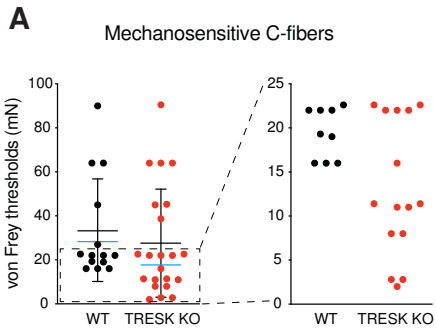 A
Mechanosensitive C-fibers
von Frey thresholds (mN)
100
80
60
40
20
0
WT
TRESK KO
25
20
15
10
5
0
WT
TRESK KO